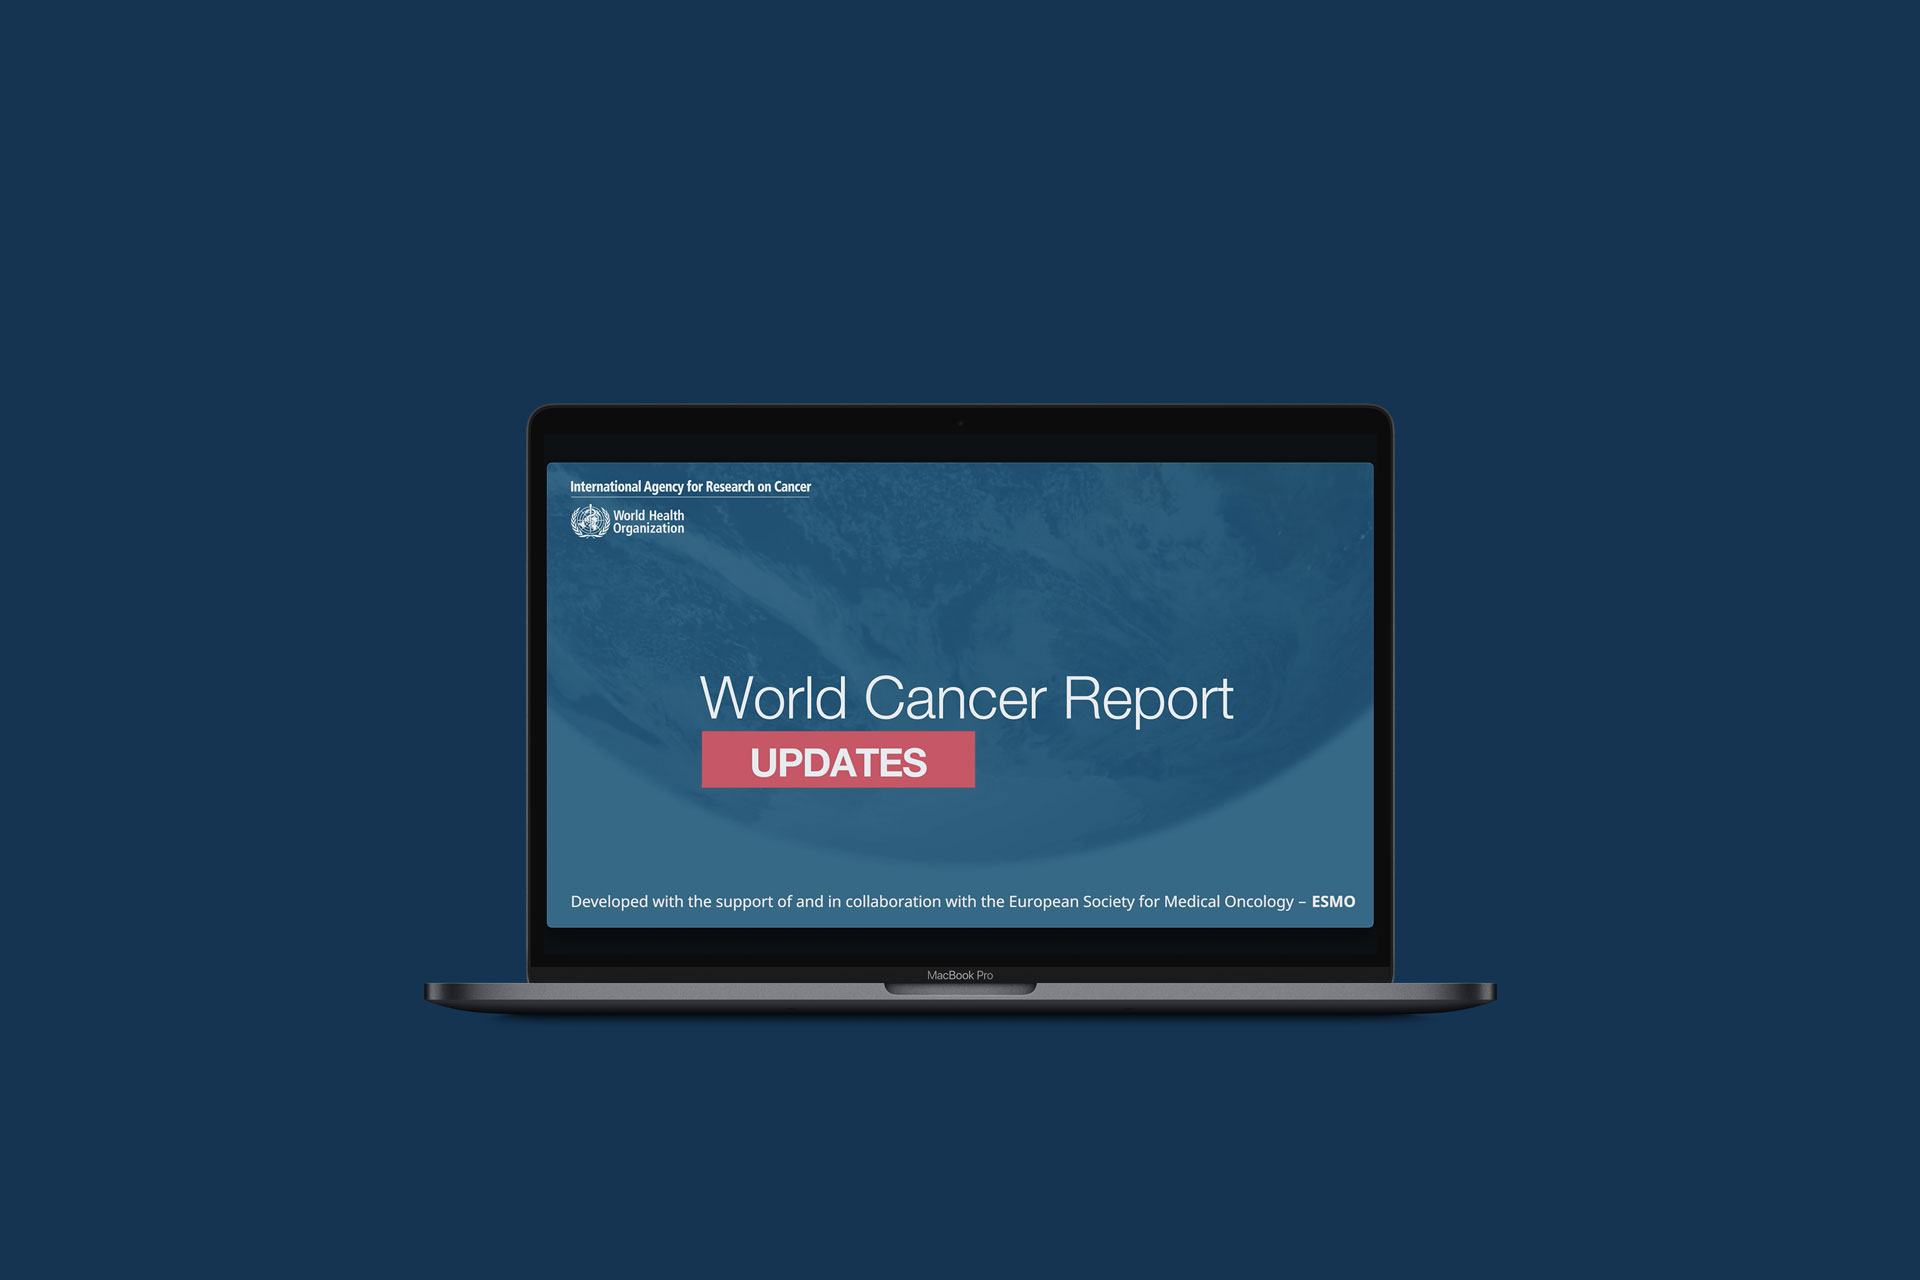 International Agency for Research on Cancer
World Health
Organization
World Cancer Report
UPDATES
Developed with the support of and in collaboration with the European Society for Medical Oncology – ESMO
MacBook Pro